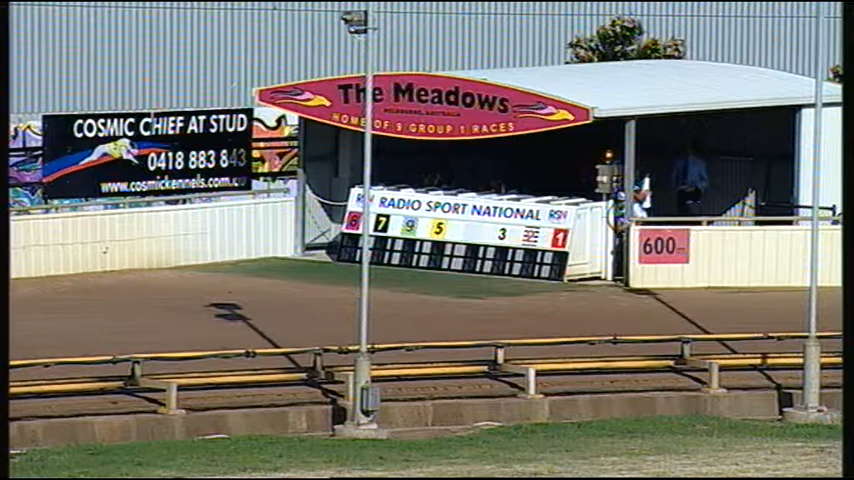 The Meadows
MELBOURNE, AUSTRALIA
HOME OF 9 GROUP 1 RACES
COSMIC CHIEF AT STUD
0418 883 843
www.cosmickennels.com.au
RSN RADIO SPORT NATIONAL RSN
8 7 9 5 3 2 1
600m